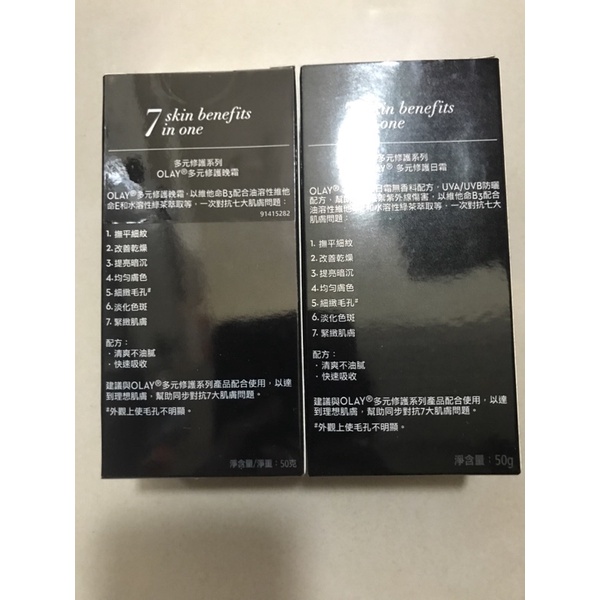 7 skin benefits
in one
多元修護系列
OLAY®多元修護晚霜
OLAY®多元修護晚霜，以維他命B3配合油溶性維他
命E和水溶性綠茶萃取等，一次對抗七大肌膚問題：
91415282
1. 撫平細紋
2. 改善乾燥
3. 提亮暗沉
4. 均勻膚色
5. 細緻毛孔#
6. 淡化色斑
7. 緊緻肌膚
配方：
· 清爽不油膩
· 快速吸收
建議與OLAY®多元修護系列產品配合使用，以達
到理想肌膚，幫助同步對抗7大肌膚問題。
#外觀上使毛孔不明顯。
淨含量/淨重：50克
skin benefits
one
多元修護系列
® 多元修護日霜
OLAY® 日霜無香料配方，UVA/UVB防曬
配方，幫助 紫外線傷害，以維他命B3配合
油溶性維 和水溶性綠茶萃取等，一次對抗七大
肌膚問題：
1. 撫平細紋
2. 改善乾燥
3. 提亮暗沉
4. 均勻膚色
5. 細緻毛孔#
6. 淡化色斑
7. 緊緻肌膚
配方：
· 清爽不油膩
· 快速吸收
建議與OLAY®多元修護系列產品配合使用，以達
到理想肌膚，幫助同步對抗7大肌膚問題。
#外觀上使毛孔不明顯。
淨含量：50g